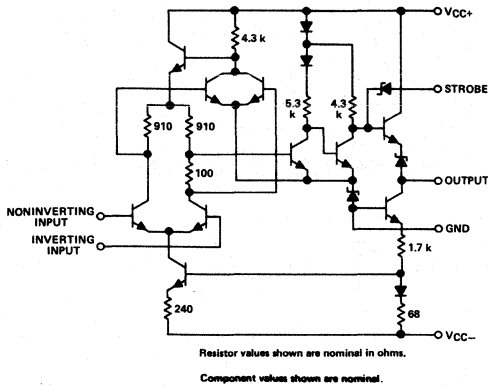 VCC+
4.3 k
STROBE
5.3
k
4.3
k
910
910
100
OUTPUT
NONINVERTING
INPUT
GND
INVERTING
INPUT
1.7 k
240
68
VCC−
Resistor values shown are nominal in ohms.
Component values shown are nominal.